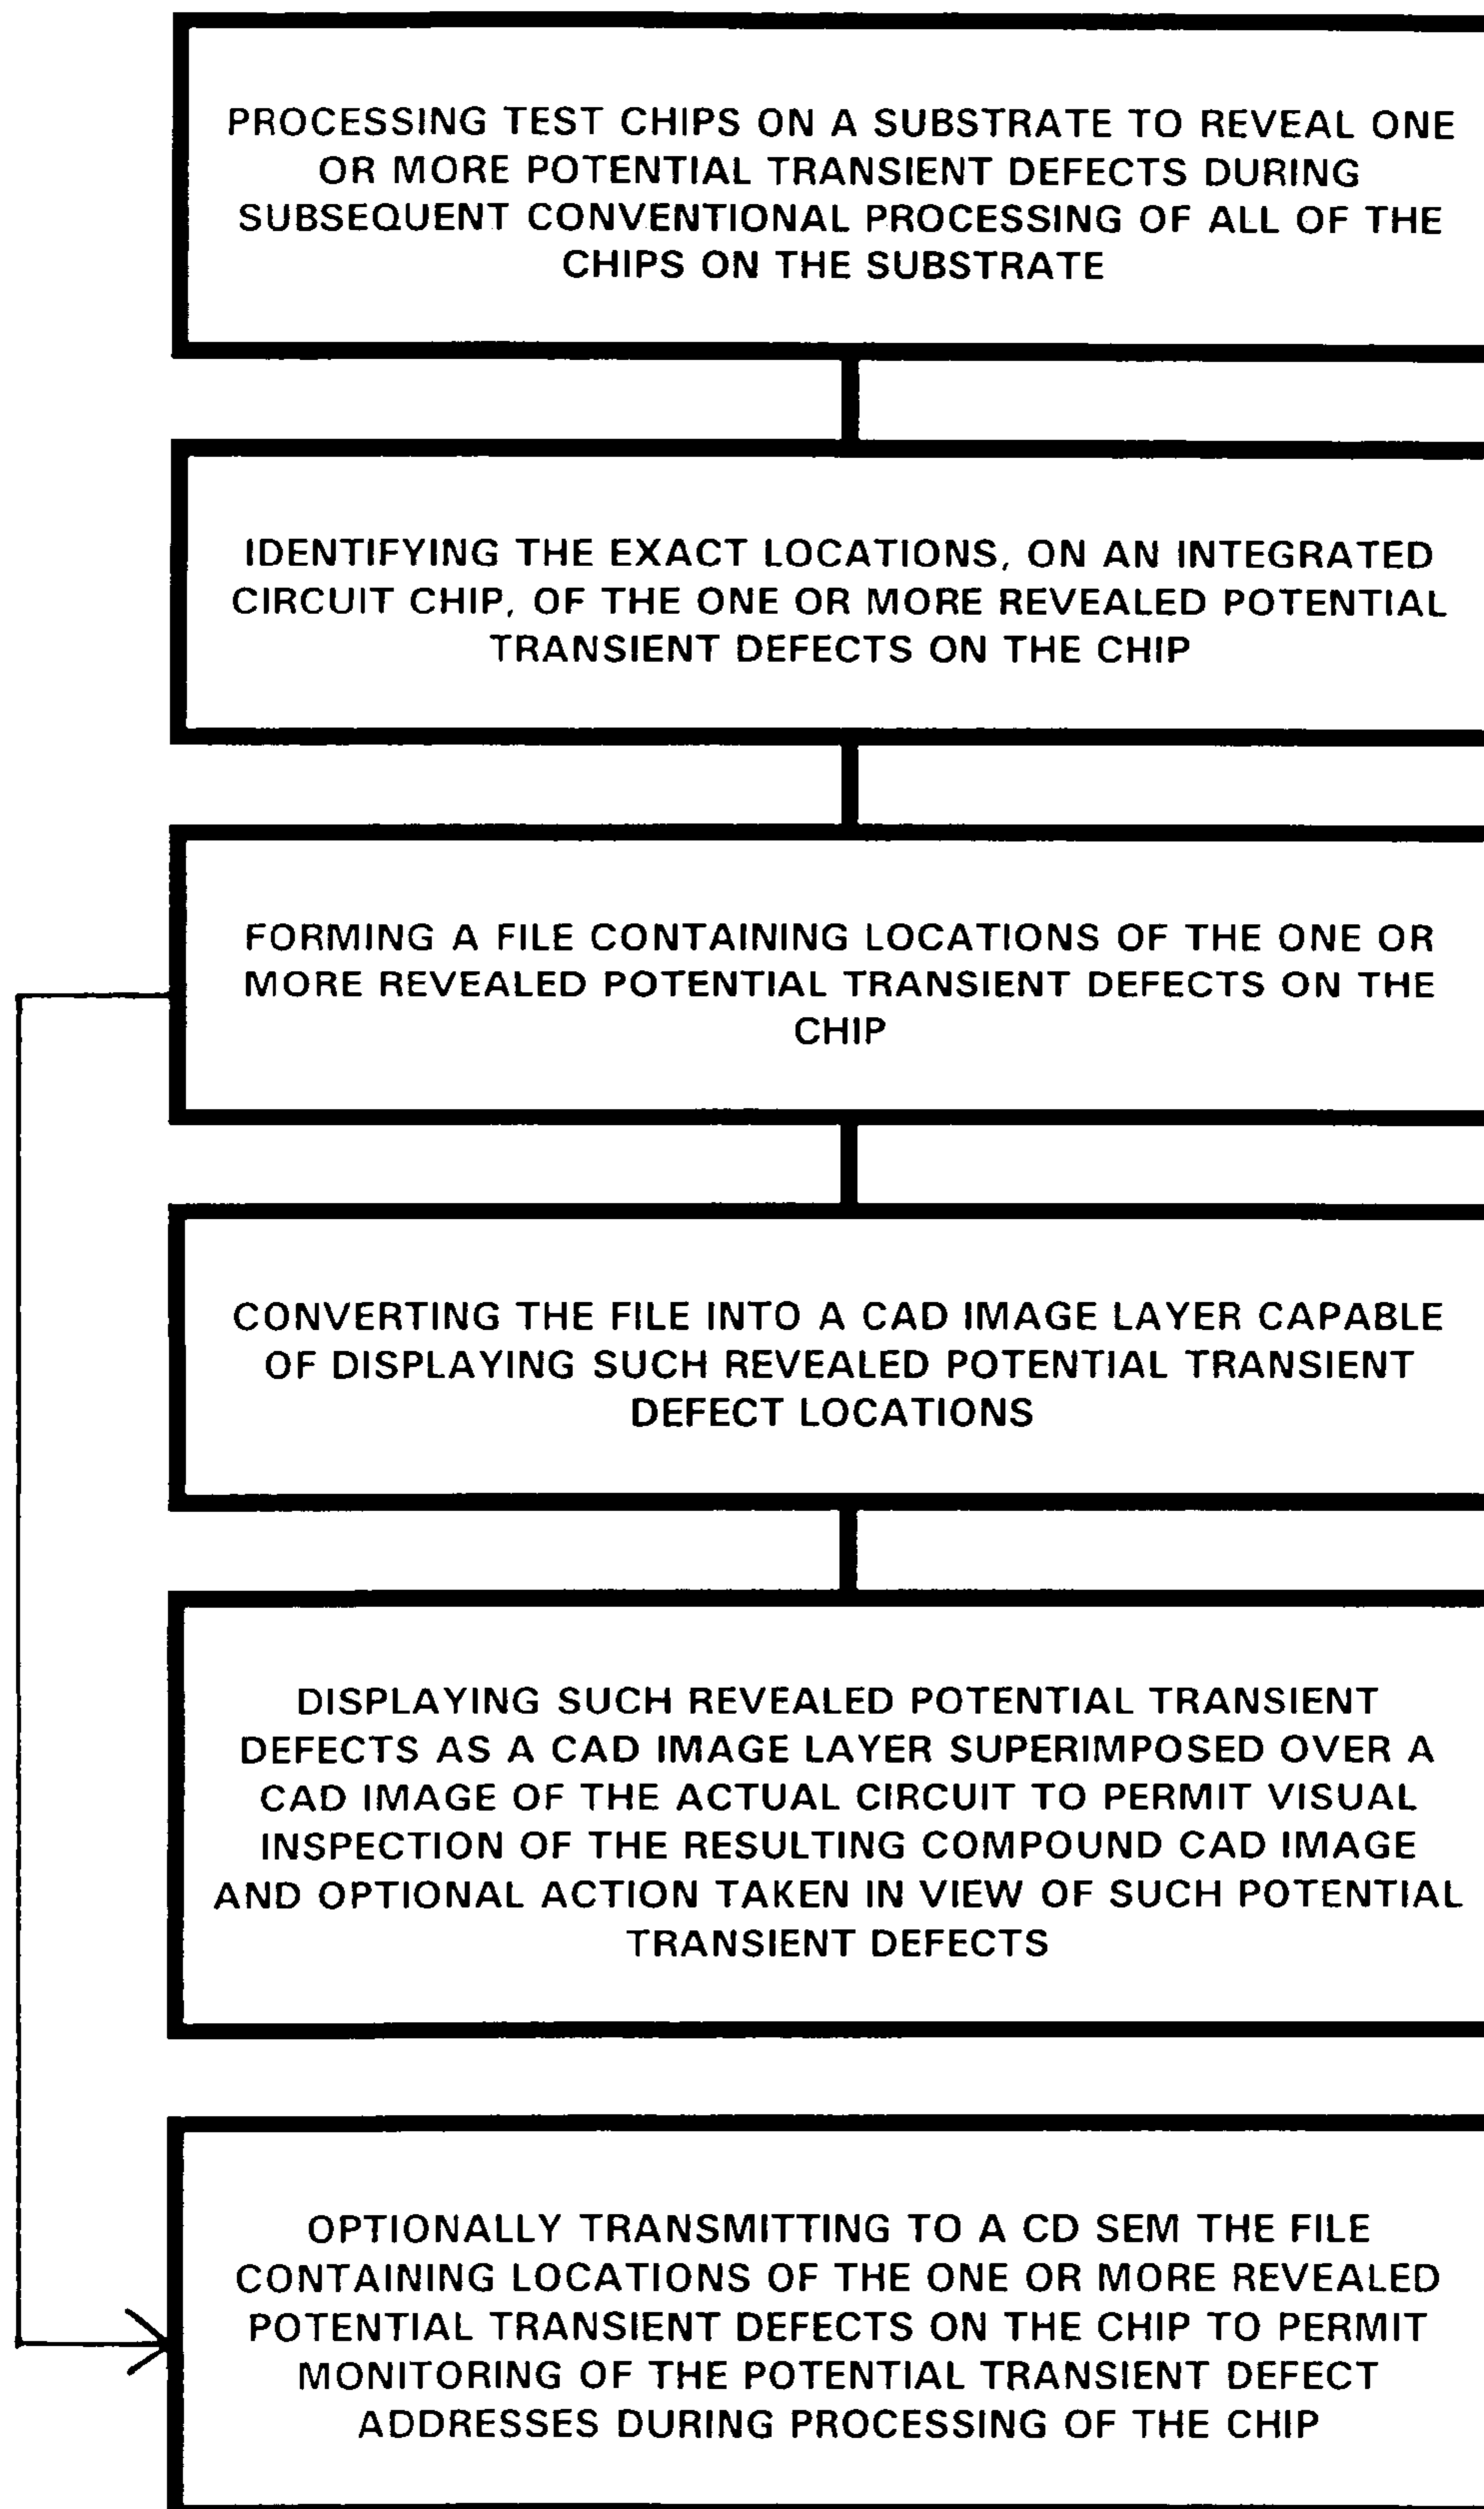 PROCESSING TEST CHIPS ON A SUBSTRATE TO REVEAL ONE
OR MORE POTENTIAL TRANSIENT DEFECTS DURING
SUBSEQUENT CONVENTIONAL PROCESSING OF ALL OF THE
CHIPS ON THE SUBSTRATE
IDENTIFYING THE EXACT LOCATIONS, ON AN INTEGRATED
CIRCUIT CHIP, OF THE ONE OR MORE REVEALED POTENTIAL
TRANSIENT DEFECTS ON THE CHIP
FORMING A FILE CONTAINING LOCATIONS OF THE ONE OR
MORE REVEALED POTENTIAL TRANSIENT DEFECTS ON THE
CHIP
CONVERTING THE FILE INTO A CAD IMAGE LAYER CAPABLE
OF DISPLAYING SUCH REVEALED POTENTIAL TRANSIENT
DEFECT LOCATIONS
DISPLAYING SUCH REVEALED POTENTIAL TRANSIENT
DEFECTS AS A CAD IMAGE LAYER SUPERIMPOSED OVER A
CAD IMAGE OF THE ACTUAL CIRCUIT TO PERMIT VISUAL
INSPECTION OF THE RESULTING COMPOUND CAD IMAGE
AND OPTIONAL ACTION TAKEN IN VIEW OF SUCH POTENTIAL
TRANSIENT DEFECTS
OPTIONALLY TRANSMITTING TO A CD SEM THE FILE
CONTAINING LOCATIONS OF THE ONE OR MORE REVEALED
POTENTIAL TRANSIENT DEFECTS ON THE CHIP TO PERMIT
MONITORING OF THE POTENTIAL TRANSIENT DEFECT
ADDRESSES DURING PROCESSING OF THE CHIP